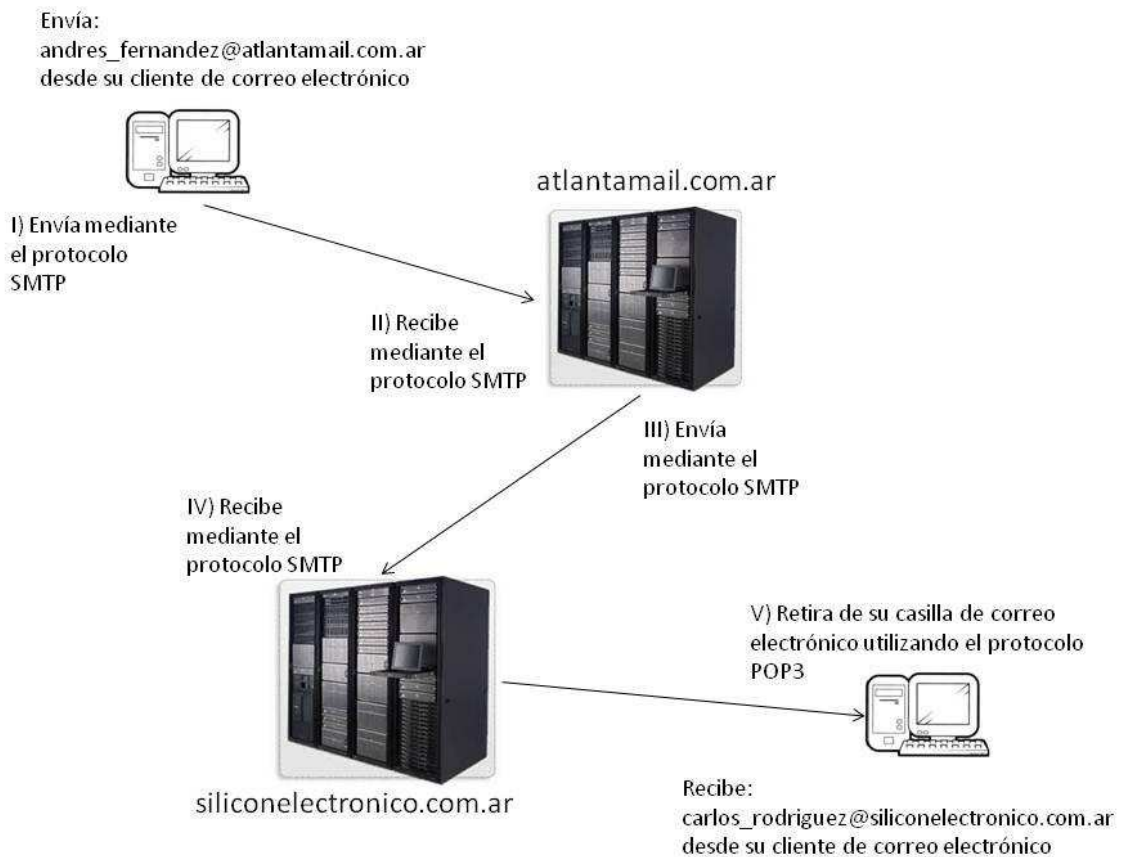 Envía:
andres_fernandez@atlantamail.com.ar
desde su cliente de correo electrónico
atlantamail.com.ar
I) Envía mediante
el protocolo
SMTP
II) Recibe
mediante el
protocolo SMTP
III) Envía
mediante el
protocolo SMTP
IV) Recibe
mediante el
protocolo SMTP
V) Retira de su casilla de correo
electrónico utilizando el protocolo
POP3
siliconelectronico.com.ar
Recibe:
carlos_rodriguez@siliconelectronico.com.ar
desde su cliente de correo electrónico